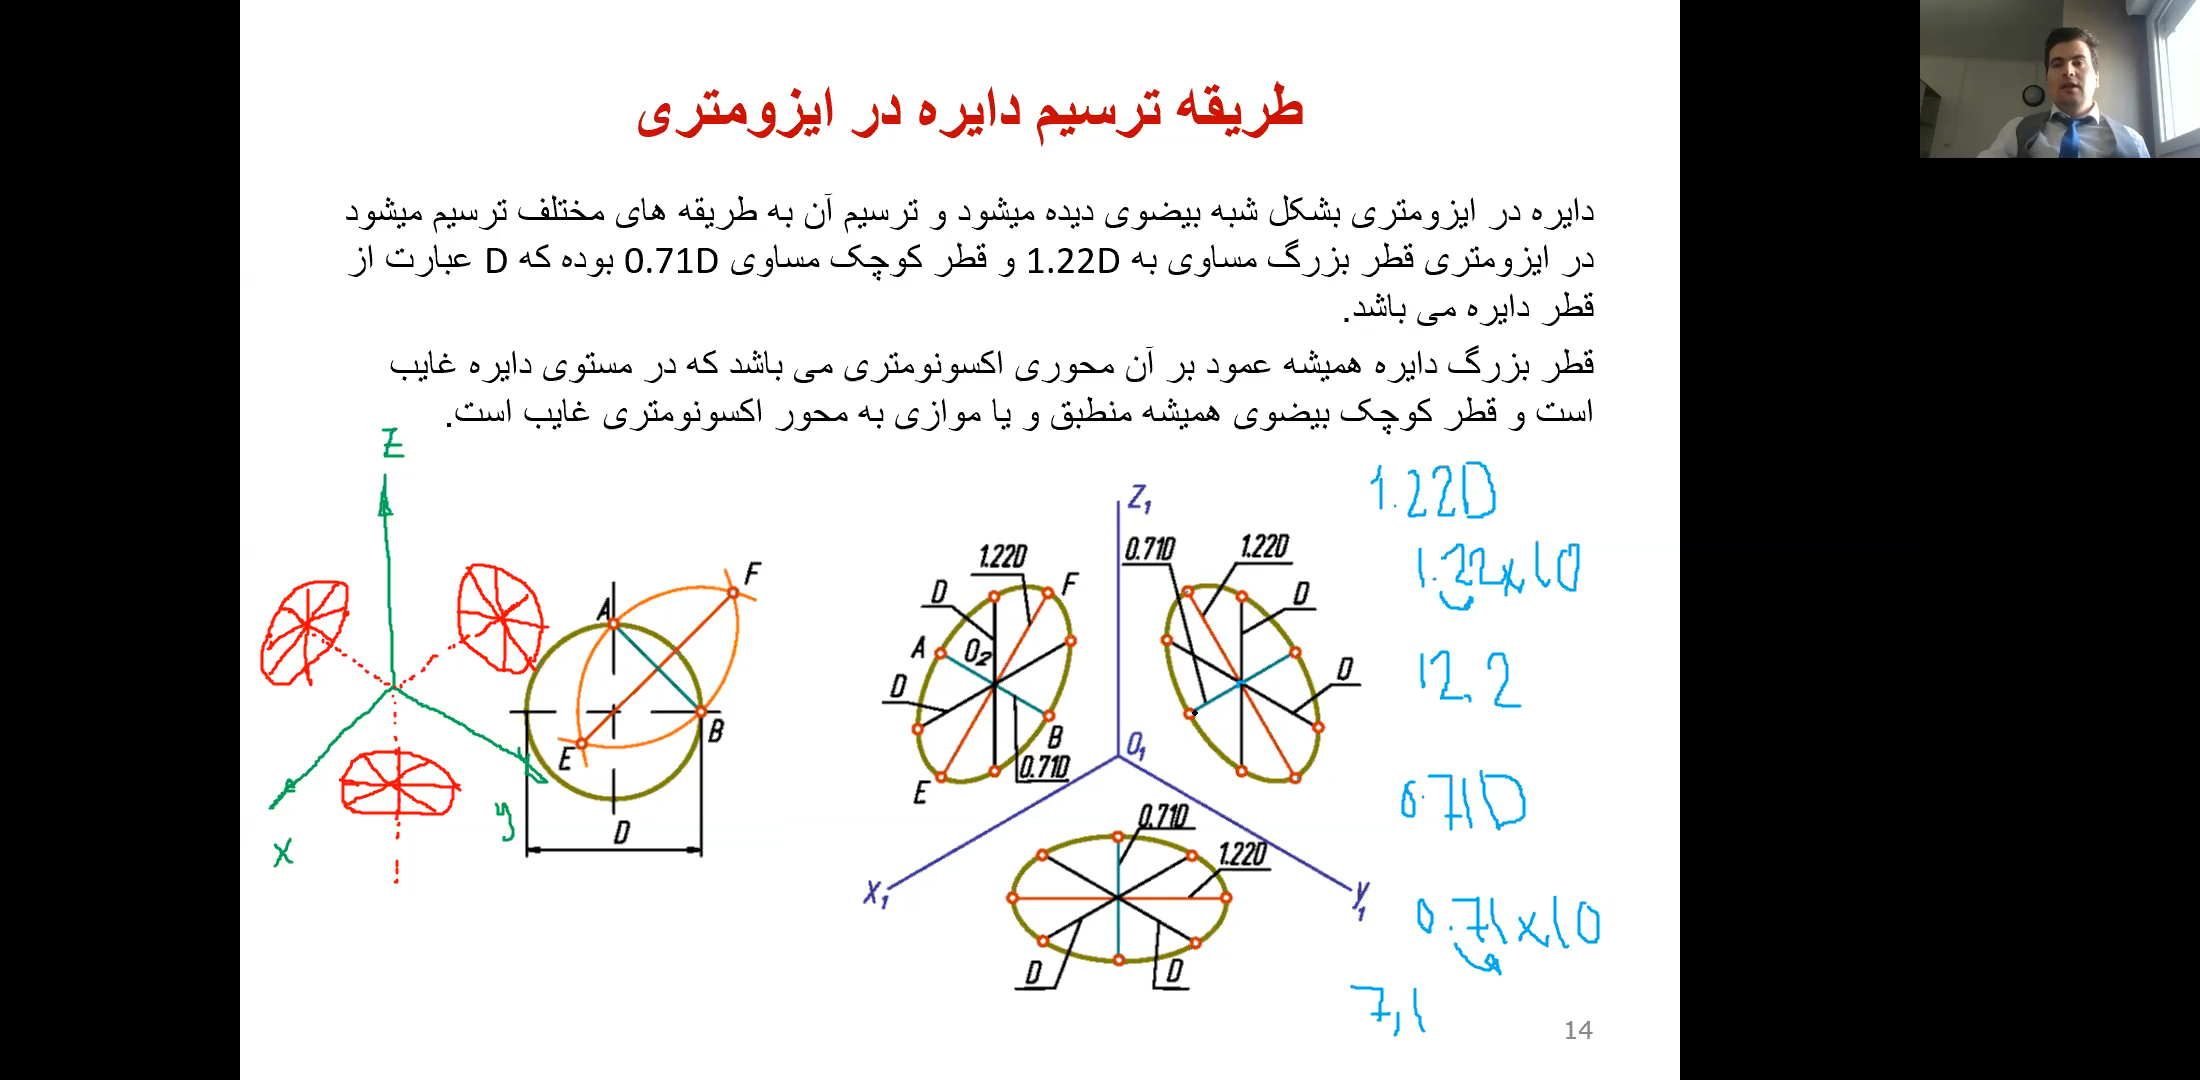 طریقه ترسیم دایره در ایزومتری
دایره در ایزومتری بشکل شبه بیضوی دیده میشود و ترسیم آن به طریقه های مختلف ترسیم میشود
در ایزومتری قطر بزرگ مساوی به 1.22D و قطر کوچک مساوی 0.71D بوده که D عبارت از
قطر دایره می باشد.
قطر بزرگ دایره همیشه عمود بر آن محوری اکسونومتری می باشد که در مستوی دایره غایب
است و قطر کوچک بیضوی همیشه منطبق و یا موازی به محور اکسونومتری غایب است.
Z
X
y
A
F
E
B
D
Z₁
1.22D
D
F
A
O₂
D
B
0.71D
E
0.71D
1.22D
D
D
O₁
X₁
y₁
0.71D
1.22D
D
D
1.22D
1.22x10
12.2
0.71D
0.71x10
7,1
14